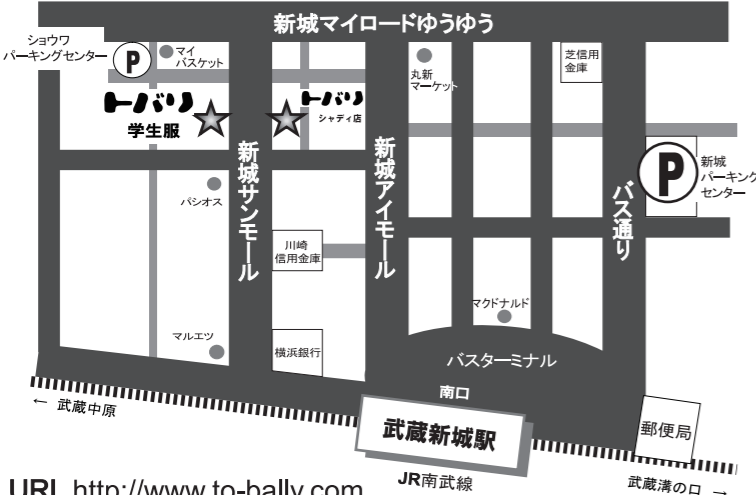 新城マイロードゆうゆう
ショウワ
パーキングセンター
P
マイ
バスケット
丸新
マーケット
芝信用
金庫
トバリ
学生服
トバリ
シャディ店
新城サンモール
新城アイモール
バス通り
P
新城
パーキング
センター
パシオス
川崎
信用金庫
マクドナルド
マルエツ
横浜銀行
バスターミナル
南口
← 武蔵中原
武蔵新城駅
郵便局
JR南武線
武蔵溝の口 →
URL http://www.to-bally.com